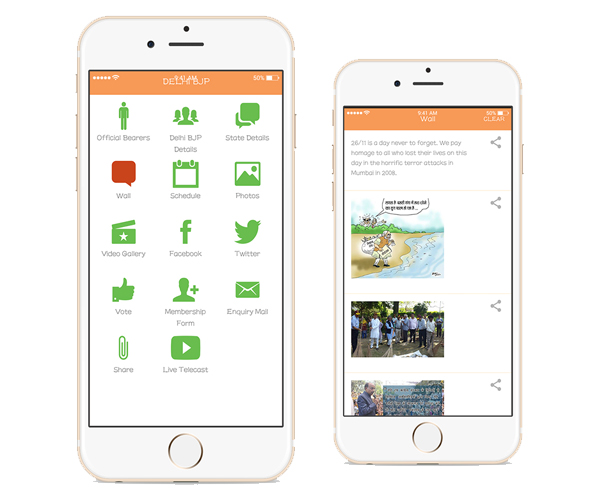 9:41 AM
50%
DELHI BJP
Official Bearers
Delhi BJP
Details
State Details
Wall
Schedule
Photos
Video Gallery
Facebook
Twitter
Vote
Membership
Form
Enquiry Mail
Share
Live Telecast
9:41 AM
50%
Wall
CLEAR
26/11 is a day never to forget. We pay
homage to all who lost their lives on this
day in the horrific terror attacks in
Mumbai in 2008.